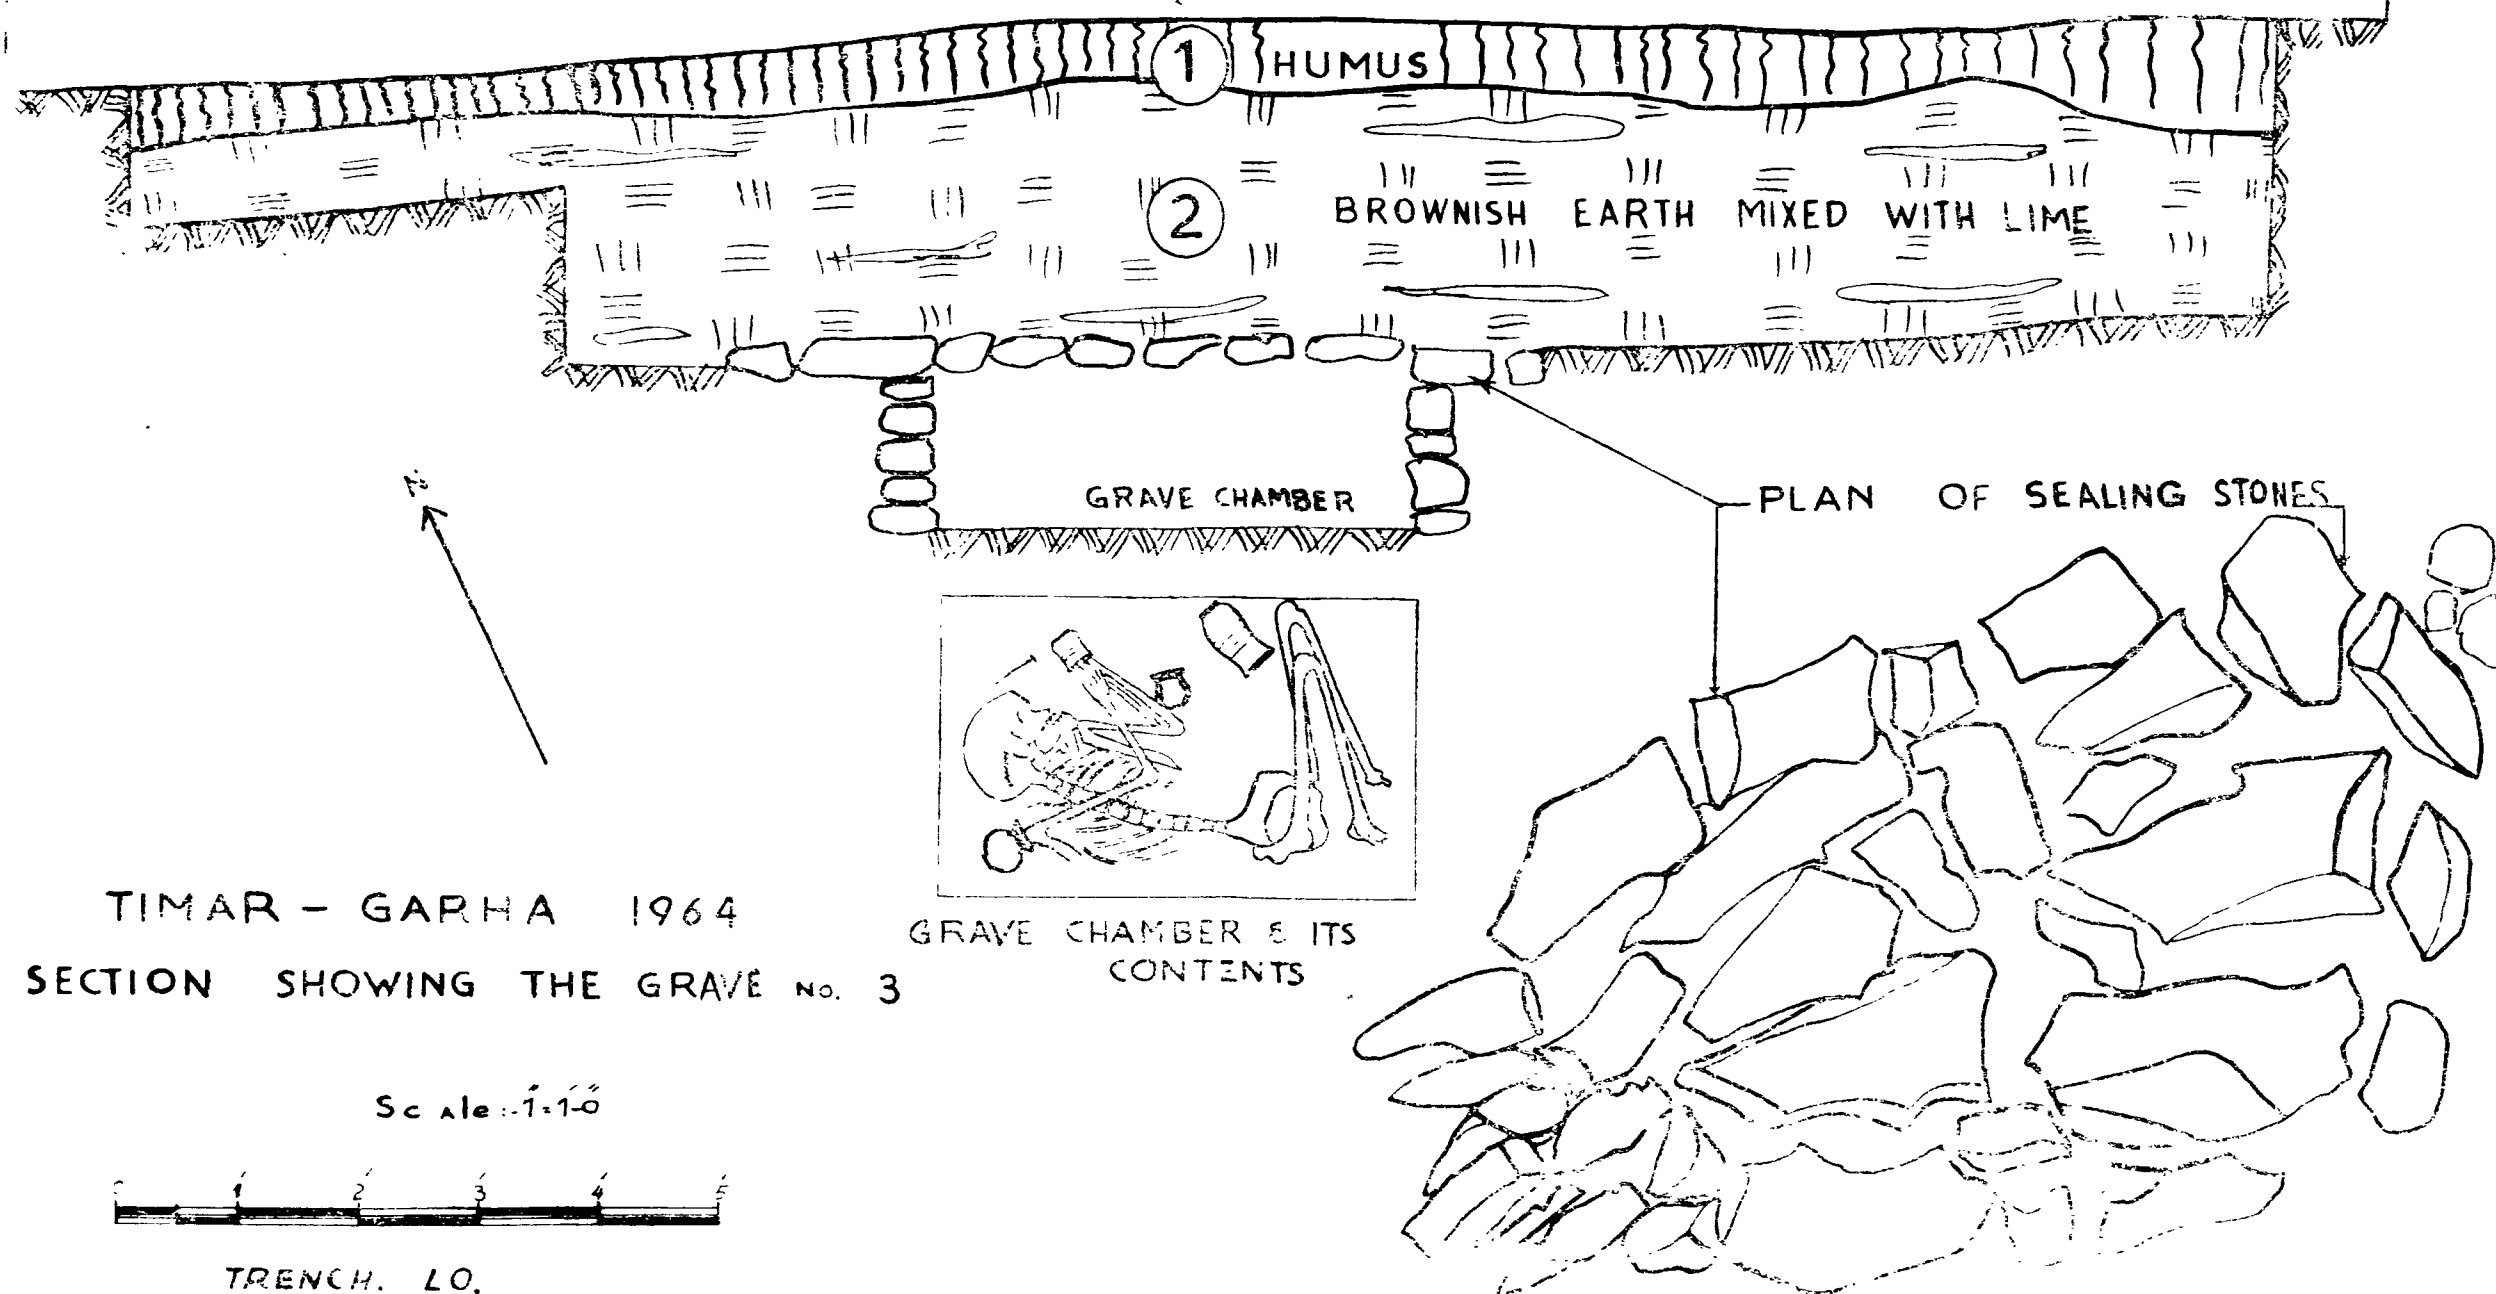 1 HUMUS
2 BROWNISH EARTH MIXED WITH LIME
GRAVE CHAMBER
PLAN OF SEALING STONES
N
GRAVE CHAMBER & ITS
CONTENTS
TIMAR - GARHA 1964
SECTION SHOWING THE GRAVE No. 3
Scale :- 1"=1'-0"
0 1' 2' 3' 4' 5'
TRENCH. LO.